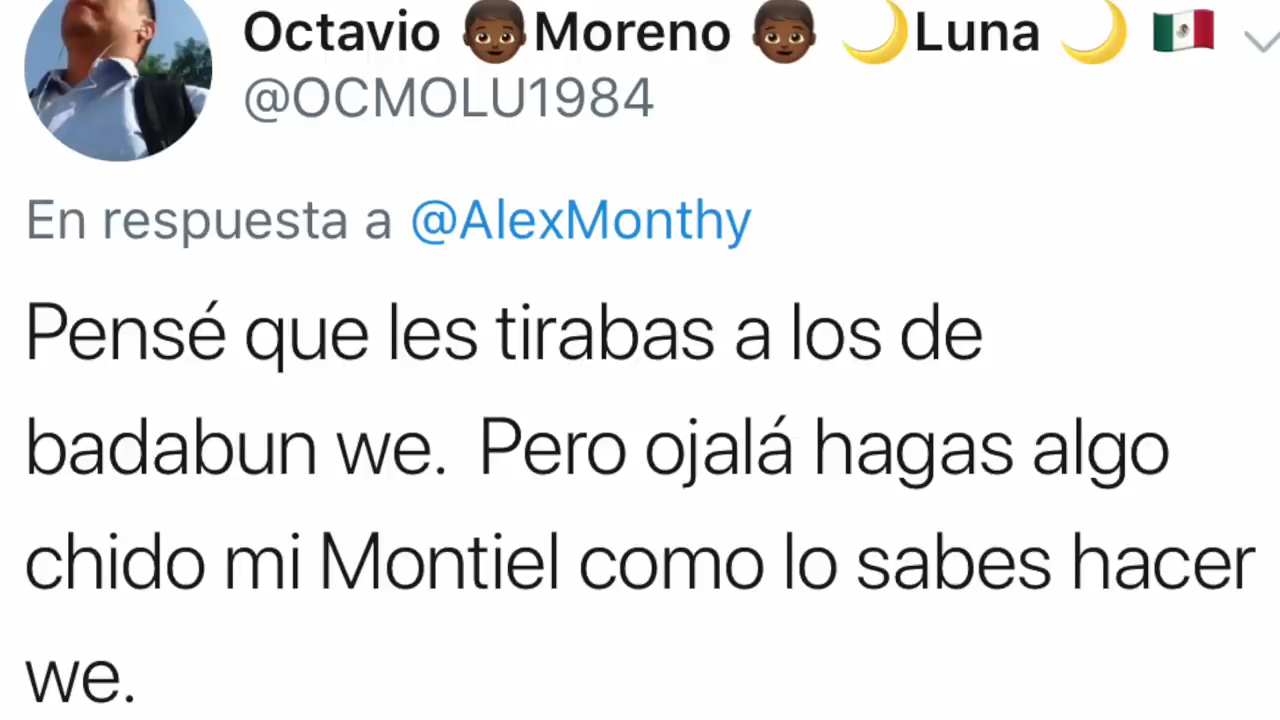 Octavio 👦🏾Moreno 👦🏾 🌙Luna 🌙 🇲🇽
@OCMOLU1984
En respuesta a @AlexMonthy
Pensé que les tirabas a los de
badabun we. Pero ojalá hagas algo
chido mi Montiel como lo sabes hacer
we.